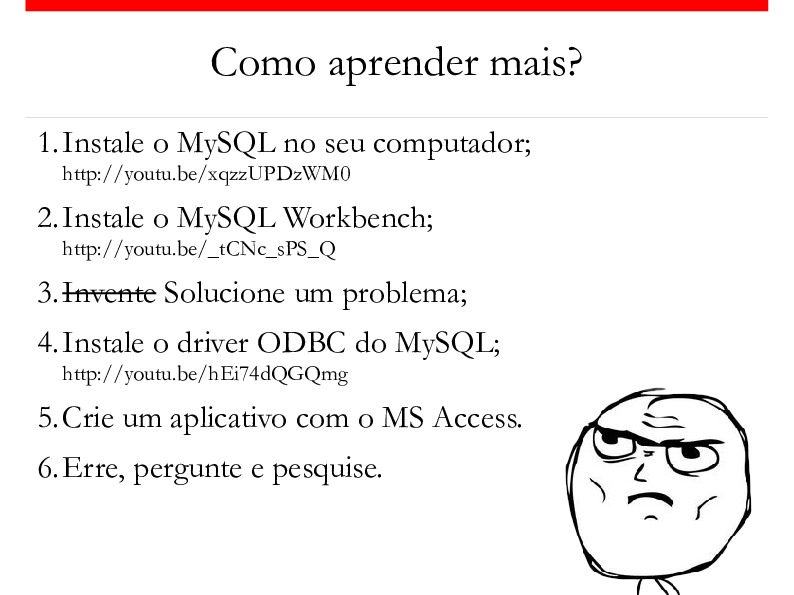 Como aprender mais?
1.Instale o MySQL no seu computador;
http://youtu.be/xqzzUPDzWM0
2.Instale o MySQL Workbench;
http://youtu.be/_tCNc_sPS_Q
3.Invente Solucione um problema;
4.Instale o driver ODBC do MySQL;
http://youtu.be/hEi74dQGQmg
5.Crie um aplicativo com o MS Access.
6.Erre, pergunte e pesquise.